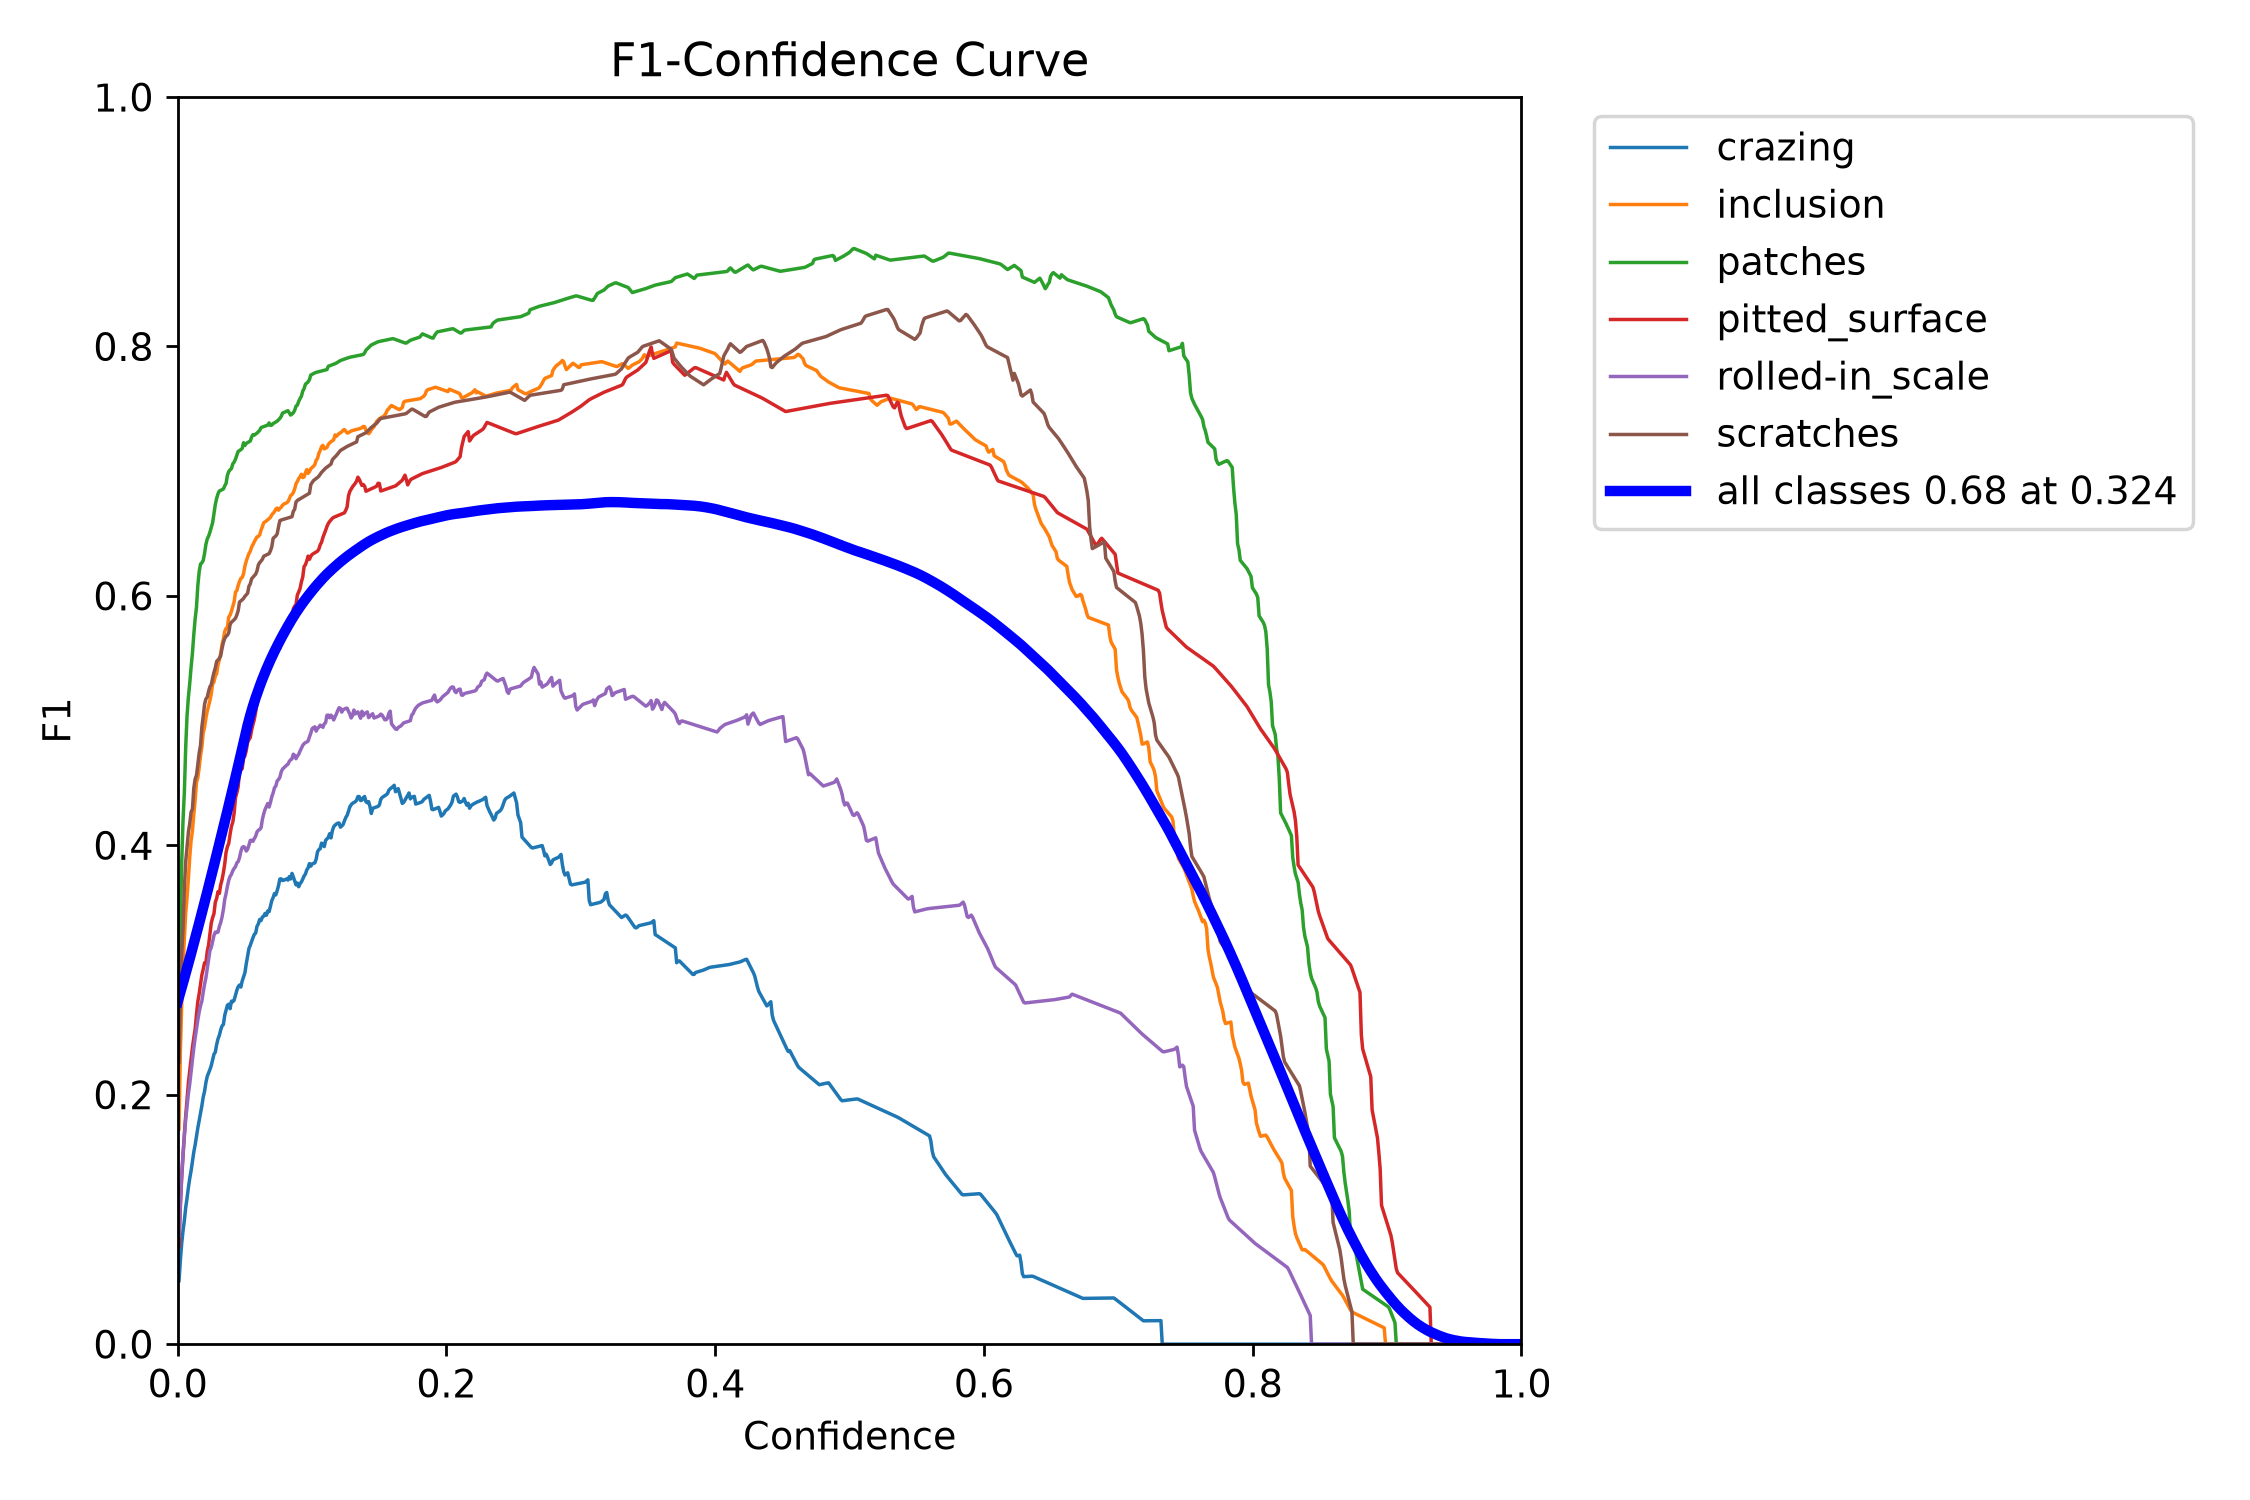 F1-Confidence Curve
1.0
0.8
0.6
0.4
0.2
0.0
F1
0.0 0.2 0.4 0.6 0.8 1.0
Confidence
crazing
inclusion
patches
pitted_surface
rolled-in_scale
scratches
all classes 0.68 at 0.324